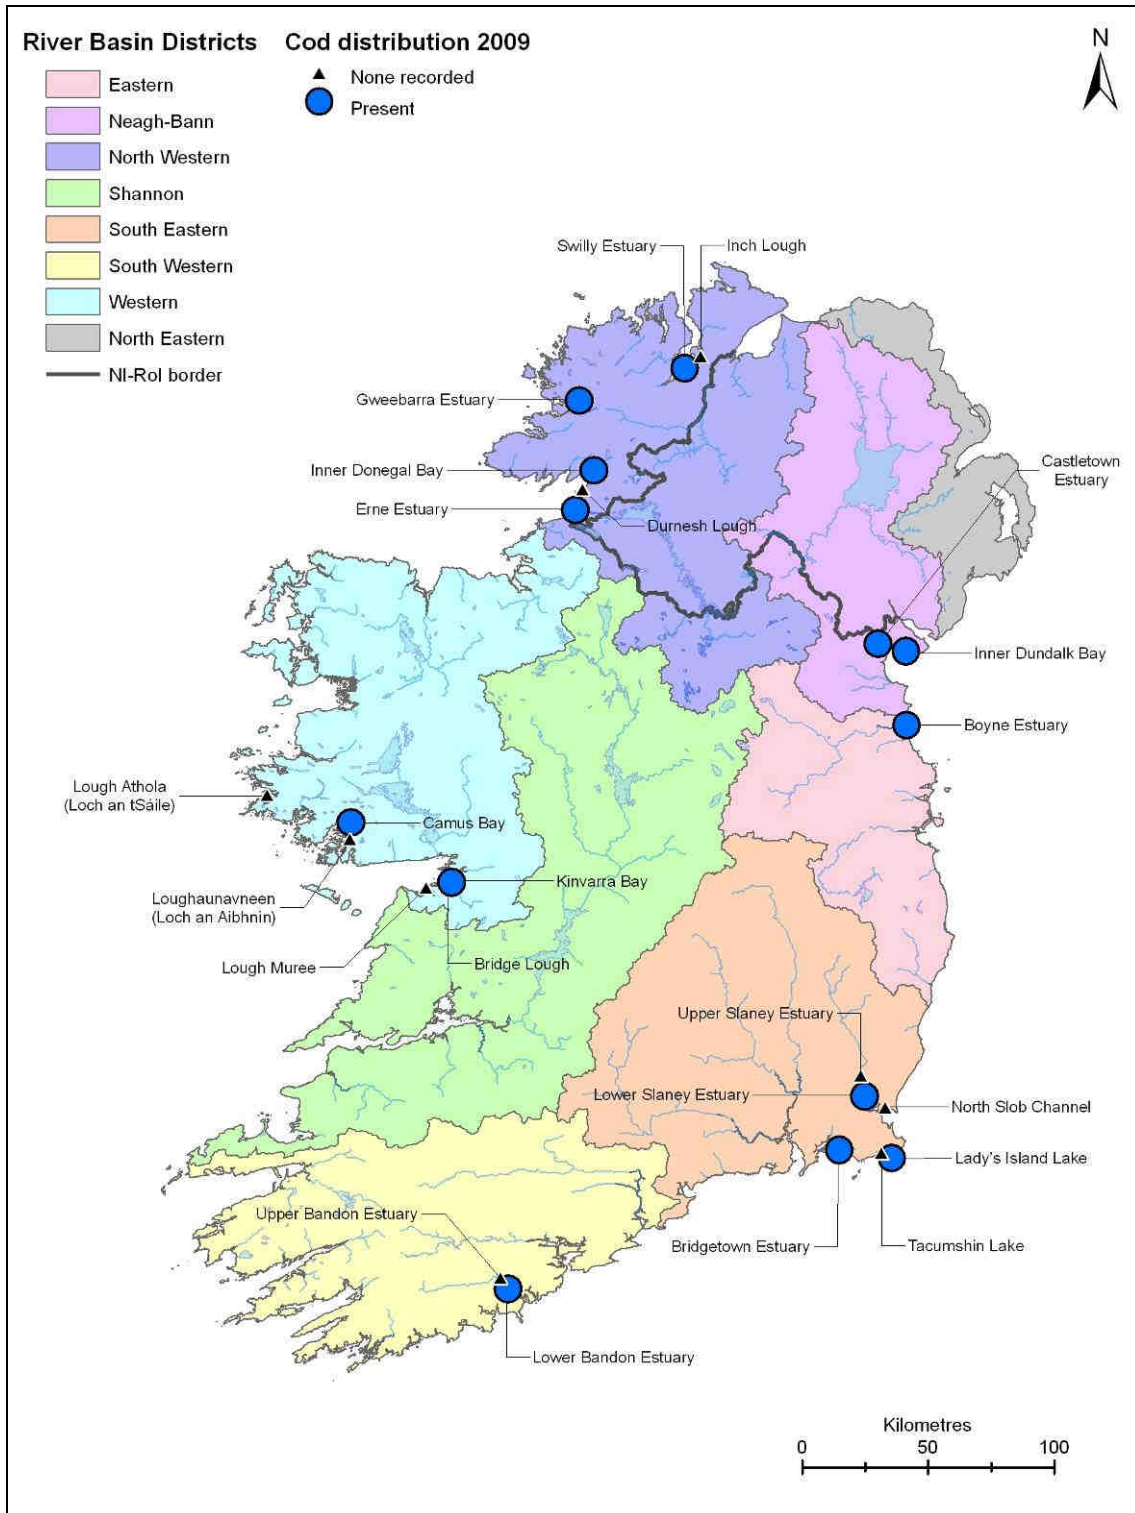 River Basin Districts
Eastern
Neagh-Bann
North Western
Shannon
South Eastern
South Western
Western
North Eastern
NI-RoI border
Cod distribution 2009
None recorded
Present
N
Swilly Estuary
Inch Lough
Gweebarra Estuary
Inner Donegal Bay
Erne Estuary
Durnesh Lough
Castletown
Estuary
Inner Dundalk Bay
Boyne Estuary
Lough Athola
(Loch an tSáile)
Camus Bay
Kinvarra Bay
Loughaunavneen
(Loch an Aibhnin)
Lough Muree
Bridge Lough
Upper Slaney Estuary
Lower Slaney Estuary
North Slob Channel
Lady's Island Lake
Bridgetown Estuary
Tacumshin Lake
Upper Bandon Estuary
Lower Bandon Estuary
Kilometres
0 50 100